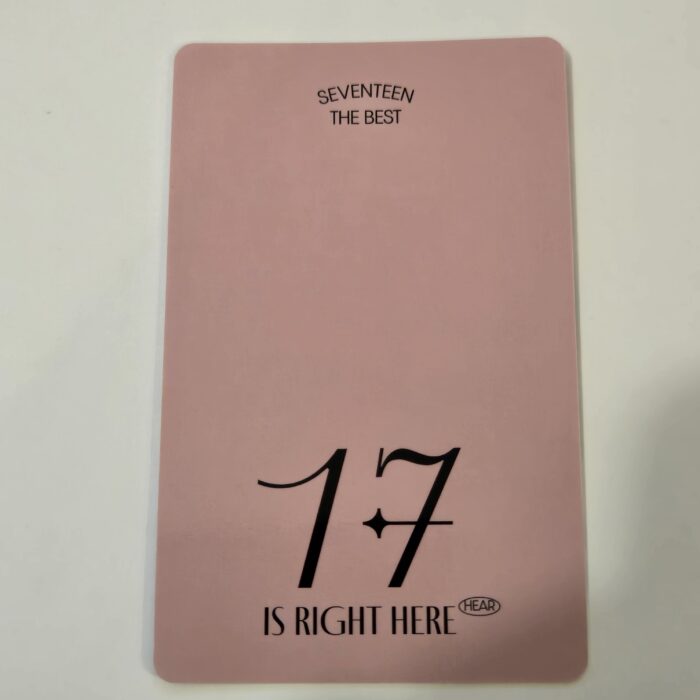 SEVENTEEN
THE BEST
17
IS RIGHT HERE HEAR